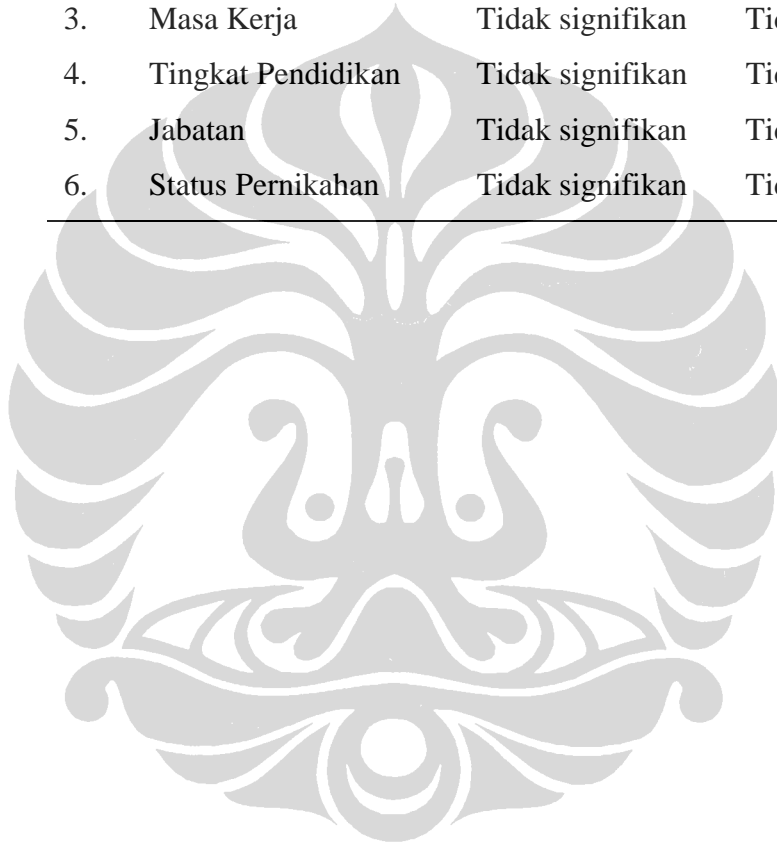 3. Masa Kerja Tidak signifikan
4. Tingkat Pendidikan Tidak signifikan
5. Jabatan Tidak signifikan
6. Status Pernikahan Tidak signifikan